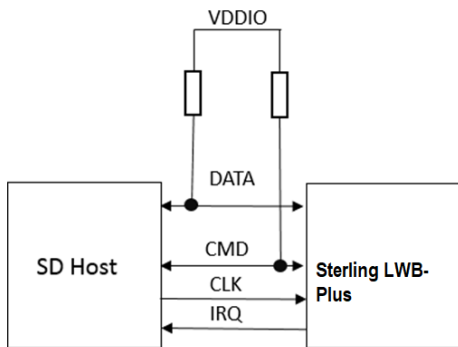 VDDIO
DATA
SD Host
CMD
CLK
IRQ
Sterling LWB-
Plus